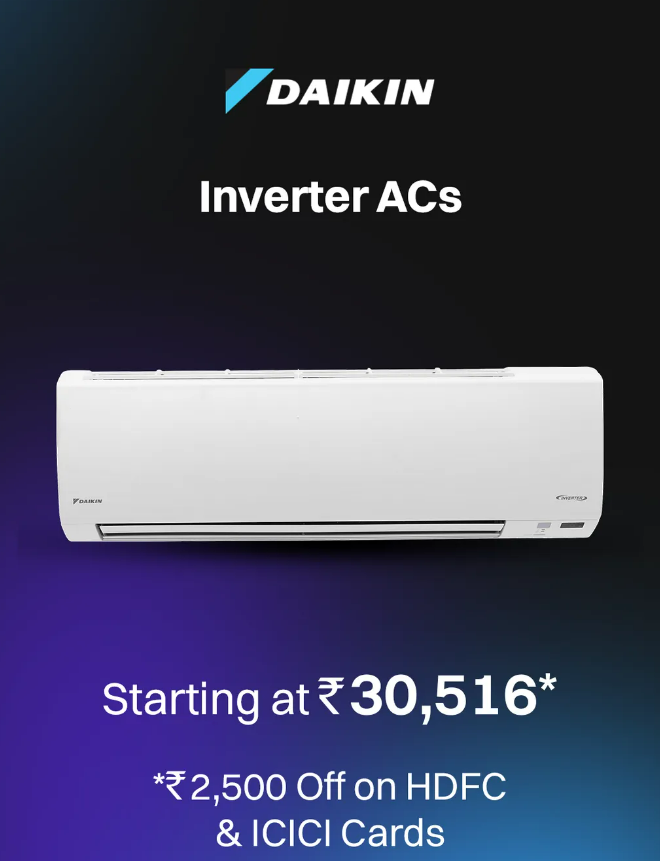 DAIKIN
Inverter ACs
DAIKIN
INVERTER
Starting at ₹30,516*
*₹2,500 Off on HDFC
& ICICI Cards